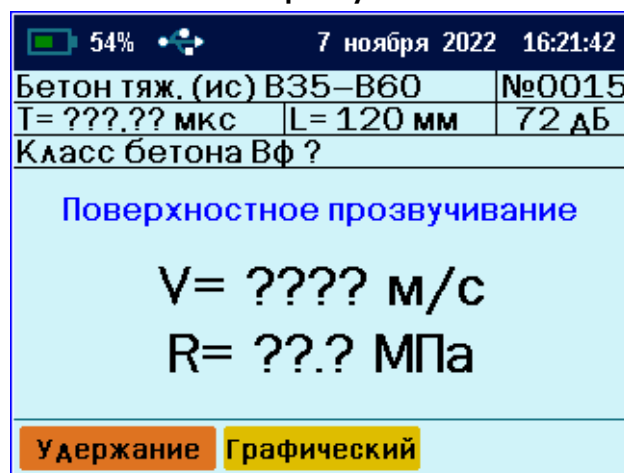 54% 7 ноября 2022 16:21:42
Бетон тяж. (ис) В35–В60 №0015
Т= ???.?? мкс L= 120 мм 72 дБ
Класс бетона Вф ?
Поверхностное прозвучивание
V= ???? м/с
R= ??.? МПа
Удержание Графический